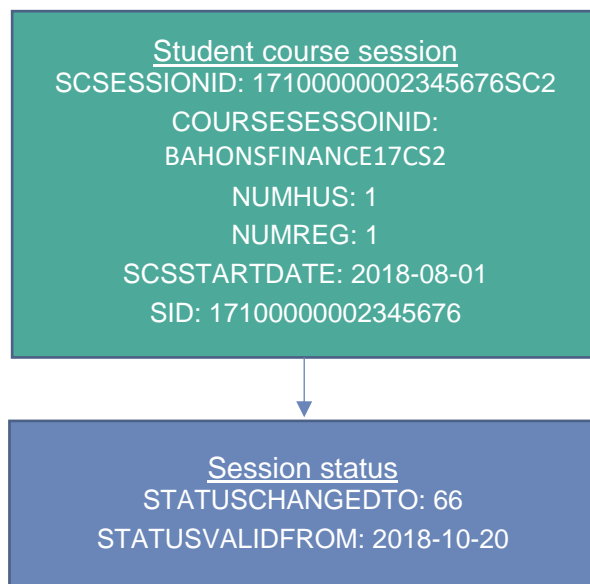 Student course session
SCSESSIONID: 17100000002345676SC2
COURSESESSOINID:
BAHONSFINANCE17CS2
NUMHUS: 1
NUMREG: 1
SCSSTARTDATE: 2018-08-01
SID: 17100000002345676
Session status
STATUSCHANGEDTO: 66
STATUSVALIDFROM: 2018-10-20